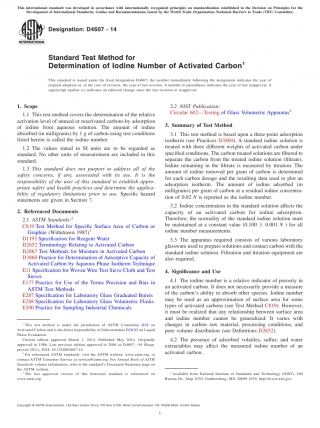 This international standard was developed in accordance with internationally recognized principles on standardization established in the Decision on Principles for the
Development of International Standards, Guides and Recommendations issued by the World Trade Organization Technical Barriers to Trade (TBT) Committee.
Designation: D4607 − 14
INTERNATIONAL
Standard Test Method for
Determination of Iodine Number of Activated Carbon1
This standard is issued under the fixed designation D4607; the number immediately following the designation indicates the year of
original adoption or, in the case of revision, the year of last revision. A number in parentheses indicates the year of last reapproval. A
superscript epsilon (ε) indicates an editorial change since the last revision or reapproval.
1. Scope
1.1 This test method covers the determination of the relative
activation level of unused or reactivated carbons by adsorption
of iodine from aqueous solution. The amount of iodine
absorbed (in milligrams) by 1 g of carbon using test conditions
listed herein is called the iodine number.
1.2 The values stated in SI units are to be regarded as
standard. No other units of measurement are included in this
standard.
1.3 This standard does not purport to address all of the
safety concerns, if any, associated with its use. It is the
responsibility of the user of this standard to establish appro-
priate safety and health practices and determine the applica-
bility of regulatory limitations prior to use. Specific hazard
statements are given in Section 7.
2. Referenced Documents
2.1 ASTM Standards:2
C819 Test Method for Specific Surface Area of Carbon or
Graphite (Withdrawn 1987)3
D1193 Specification for Reagent Water
D2652 Terminology Relating to Activated Carbon
D2867 Test Methods for Moisture in Activated Carbon
D3860 Practice for Determination of Adsorptive Capacity of
Activated Carbon by Aqueous Phase Isotherm Technique
E11 Specification for Woven Wire Test Sieve Cloth and Test
Sieves
E177 Practice for Use of the Terms Precision and Bias in
ASTM Test Methods
E287 Specification for Laboratory Glass Graduated Burets
E288 Specification for Laboratory Glass Volumetric Flasks
E300 Practice for Sampling Industrial Chemicals
1 This test method is under the jurisdiction of ASTM Committee D28 on
Activated Carbon and is the direct responsibility of Subcommittee D28.02 on Liquid
Phase Evaluation.
Current edition approved March 1, 2014. Published May 2014. Originally
approved in 1986. Last previous edition approved in 2006 as D4607 – 94 (Reap-
proved 2011). DOI: 10.1520/D4607-14.
2 For referenced ASTM standards, visit the ASTM website, www.astm.org, or
contact ASTM Customer Service at service@astm.org. For Annual Book of ASTM
Standards volume information, refer to the standard's Document Summary page on
the ASTM website.
3 The last approved version of this historical standard is referenced on
www.astm.org.
2.2 NIST Publication:
Circular 602—Testing of Glass Volumetric Apparatus4
3. Summary of Test Method
3.1 This test method is based upon a three-point adsorption
isotherm (see Practices D3860). A standard iodine solution is
treated with three different weights of activated carbon under
specified conditions. The carbon treated solutions are filtered to
separate the carbon from the treated iodine solution (filtrate).
Iodine remaining in the filtrate is measured by titration. The
amount of iodine removed per gram of carbon is determined
for each carbon dosage and the resulting data used to plot an
adsorption isotherm. The amount of iodine adsorbed (in
milligrams) per gram of carbon at a residual iodine concentra-
tion of 0.02 N is reported as the iodine number.
3.2 Iodine concentration in the standard solution affects the
capacity of an activated carbon for iodine adsorption.
Therefore, the normality of the standard iodine solution must
be maintained at a constant value (0.100 ± 0.001 N) for all
iodine number measurements.
3.3 The apparatus required consists of various laboratory
glassware used to prepare solutions and contact carbon with the
standard iodine solution. Filtration and titration equipment are
also required.
4. Significance and Use
4.1 The iodine number is a relative indicator of porosity in
an activated carbon. It does not necessarily provide a measure
of the carbon's ability to absorb other species. Iodine number
may be used as an approximation of surface area for some
types of activated carbons (see Test Method C819). However,
it must be realized that any relationship between surface area
and iodine number cannot be generalized. It varies with
changes in carbon raw material, processing conditions, and
pore volume distribution (see Definitions D2652).
4.2 The presence of adsorbed volatiles, sulfur, and water
extractables may affect the measured iodine number of an
activated carbon.
4 Available from National Institute of Standards and Technology (NIST), 100
Bureau Dr., Stop 1070, Gaithersburg, MD 20899-1070, http://www.nist.gov.
Copyright © ASTM International, 100 Barr Harbor Drive, PO Box C700, West Conshohocken, PA 19428-2959. United States
1